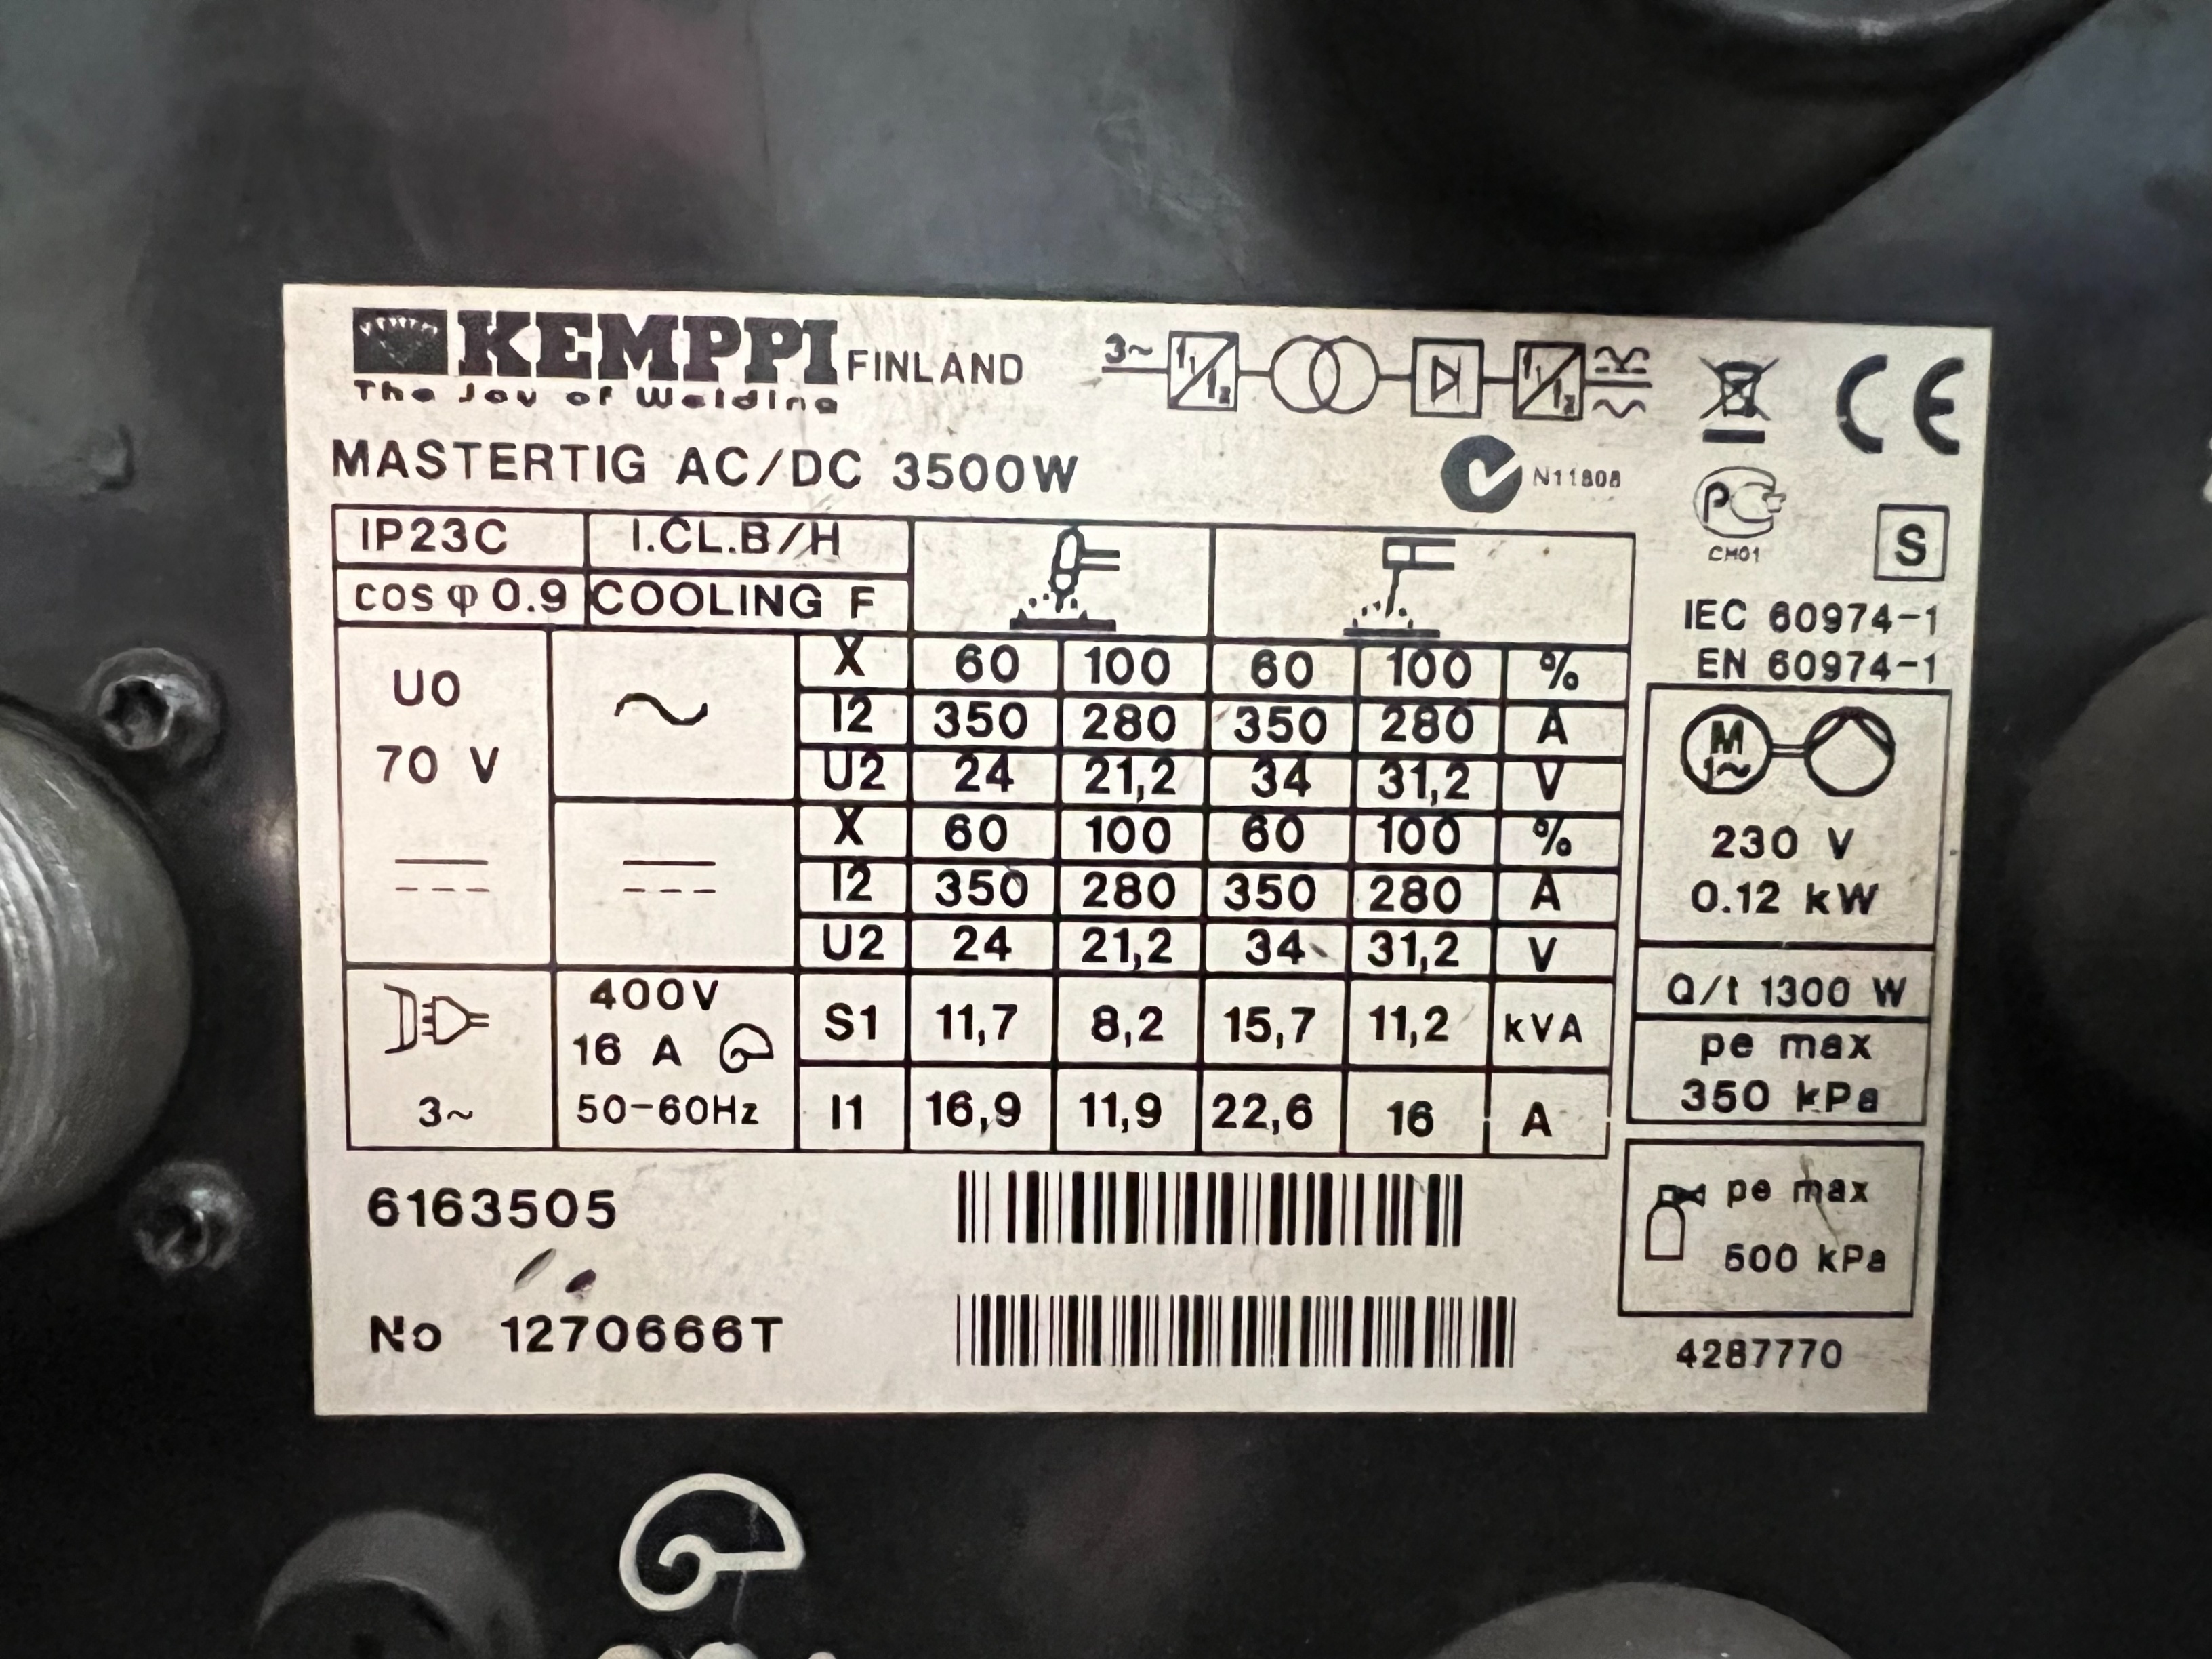 KEMPPI FINLAND
The Joy of Welding
3~
MASTERTIG AC/DC 3500W
N11808
CE
PC
CM01
S
IP23C I.CL.B/H
cos φ 0.9 COOLING F
IEC 60974-1
EN 60974-1
U0
70 V
X 60 100 60 100 %
I2 350 280 350 280 A
U2 24 21,2 34 31,2 V
X 60 100 60 100 %
I2 350 280 350 280 A
U2 24 21,2 34 31,2 V
3~
400V
16 A
50-60Hz
S1 11,7 8,2 15,7 11,2 kVA
I1 16,9 11,9 22,6 16 A
M
1~
230 V
0.12 kW
Q/t 1300 W
pe max
350 kPa
pe max
500 kPa
6163505
No 1270666T
4287770